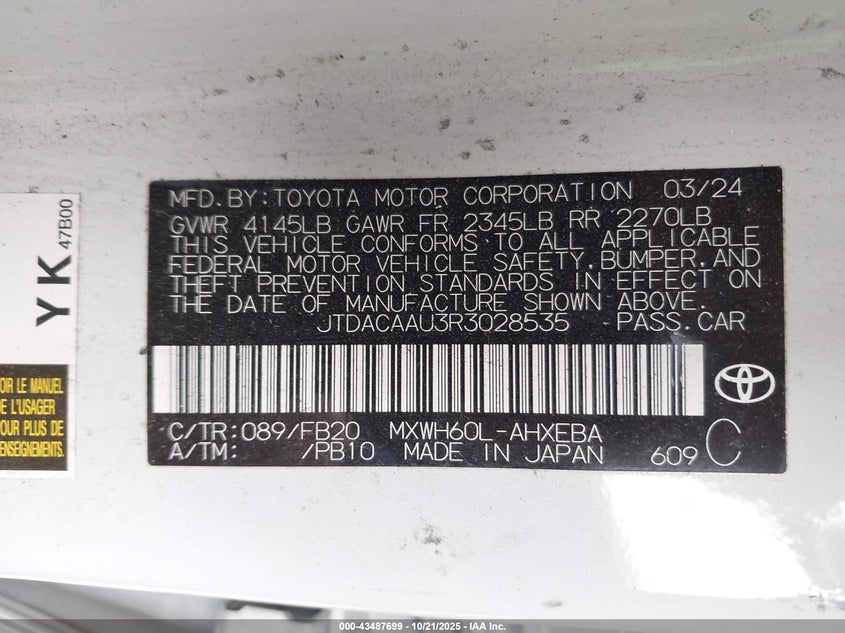 YK 47B00
OIR LE MANUEL
DE L'USAGER
POUR PLUS DE
RENSEIGNEMENTS
MFD. BY: TOYOTA MOTOR CORPORATION 03/24
GVWR 4145LB GAWR FR 2345LB RR 2270LB
THIS VEHICLE CONFORMS TO ALL APPLICABLE
FEDERAL MOTOR VEHICLE SAFETY, BUMPER, AND
THEFT PREVENTION STANDARDS IN EFFECT ON
THE DATE OF MANUFACTURE SHOWN ABOVE.
JTDACAAU3R3028535 PASS.CAR
C/TR: 089/FB20 MXWH60L-AHXEBA
A/TM: /PB10 MADE IN JAPAN 609 C
000-43487699 - 10/21/2025 - IAA Inc.